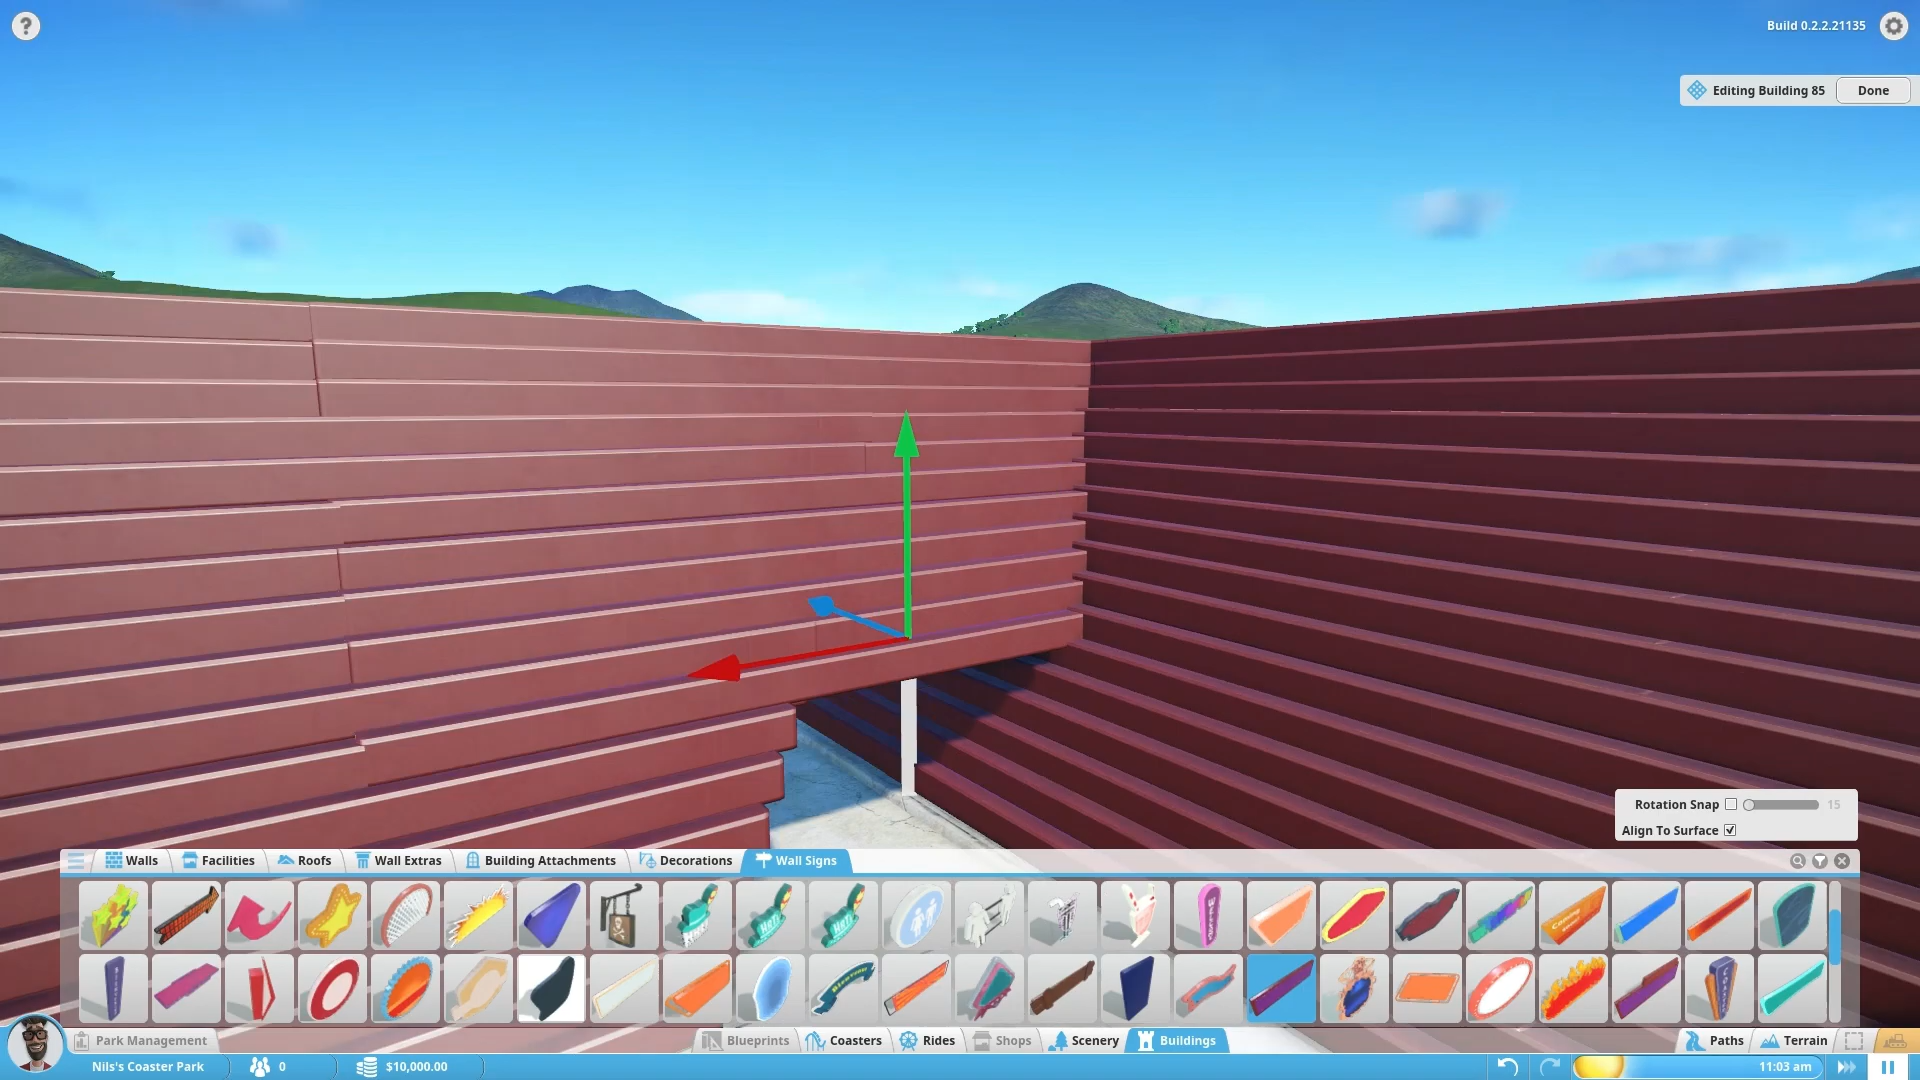 ?
Build 0.2.2.21135
Editing Building 85
Done
Rotation Snap
15
Align To Surface
Walls
Facilities
Roofs
Wall Extras
Building Attachments
Decorations
Wall Signs
Park Management
Blueprints
Coasters
Rides
Shops
Scenery
Buildings
Paths
Terrain
Nils's Coaster Park
0
$10,000.00
11:03 am